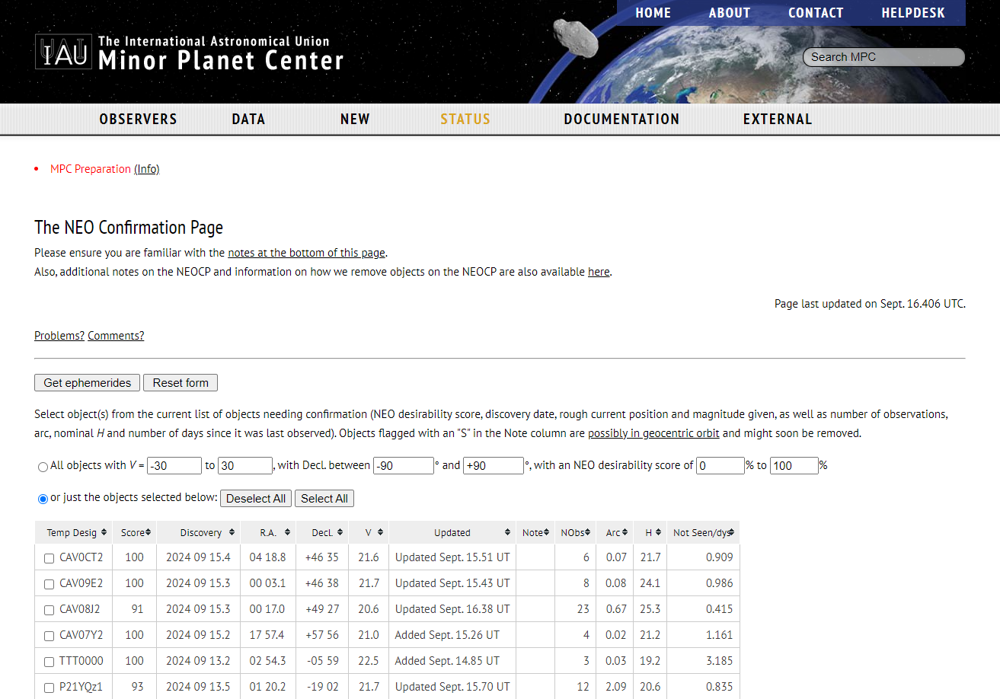 HOME ABOUT CONTACT HELPDESK
IAU The International Astronomical Union
Minor Planet Center
Search MPC
OBSERVERS DATA NEW STATUS DOCUMENTATION EXTERNAL
• MPC Preparation (Info)
The NEO Confirmation Page
Please ensure you are familiar with the notes at the bottom of this page.
Also, additional notes on the NEOCP and information on how we remove objects on the NEOCP are also available here.
Page last updated on Sept. 16.406 UTC.
Problems? Comments?
Get ephemerides Reset form
Select object(s) from the current list of objects needing confirmation (NEO desirability score, discovery date, rough current position and magnitude given, as well as number of observations,
arc, nominal H and number of days since it was last observed). Objects flagged with an "S" in the Note column are possibly in geocentric orbit and might soon be removed.
All objects with V = -30 to 30, with Decl. between -90° and +90°, with an NEO desirability score of 0% to 100%
or just the objects selected below: Deselect All Select All
Temp Desig Score Discovery R.A. Decl. V Updated Note NObs Arc H Not Seen/dys
CAV0CT2 100 2024 09 15.4 04 18.8 +46 35 21.6 Updated Sept. 15.51 UT 6 0.07 21.7 0.909
CAV09E2 100 2024 09 15.3 00 03.1 +46 38 21.7 Updated Sept. 15.43 UT 8 0.08 24.1 0.986
CAV08J2 91 2024 09 15.3 00 17.0 +49 27 20.6 Updated Sept. 16.38 UT 23 0.67 25.3 0.415
CAV07Y2 100 2024 09 15.2 17 57.4 +57 56 21.0 Added Sept. 15.26 UT 4 0.02 21.2 1.161
TTT0000 100 2024 09 13.2 02 54.3 -05 59 22.5 Added Sept. 14.85 UT 3 0.03 19.2 3.185
P21YQz1 93 2024 09 13.5 01 20.2 -19 02 21.7 Updated Sept. 15.70 UT 12 2.09 20.6 0.835